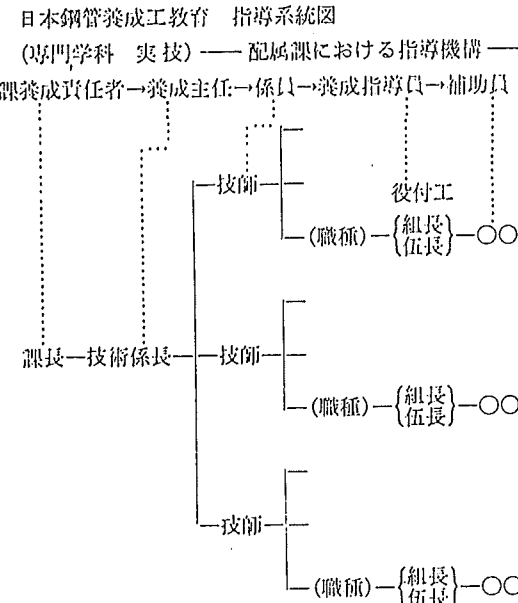 日本鋼管養成工教育　指導系統図
(専門学科　実技)――配属課における指導機構――
課養成責任者→養成主任→係員→養成指導員→補助員
技師
役付工
(職種)―{組長 伍長}―〇〇
課長―技術係長―技師
(職種)―{組長 伍長}―〇〇
技師
(職種)―{組長 伍長}―〇〇